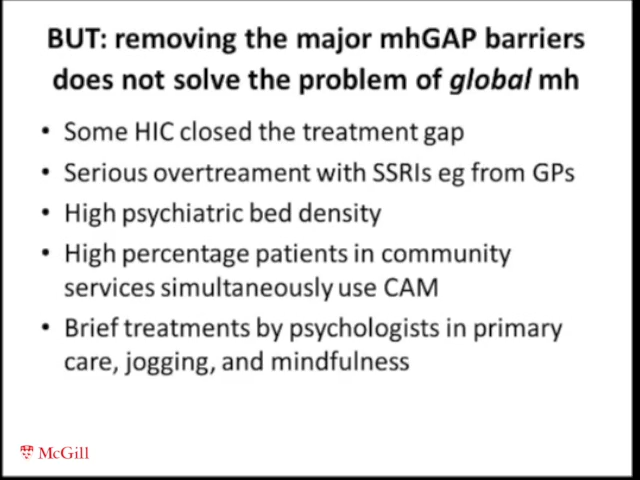 BUT: removing the major mhGAP barriers
does not solve the problem of global mh
• Some HIC closed the treatment gap
• Serious overtreament with SSRIs eg from GPs
• High psychiatric bed density
• High percentage patients in community
services simultaneously use CAM
• Brief treatments by psychologists in primary
care, jogging, and mindfulness
McGill